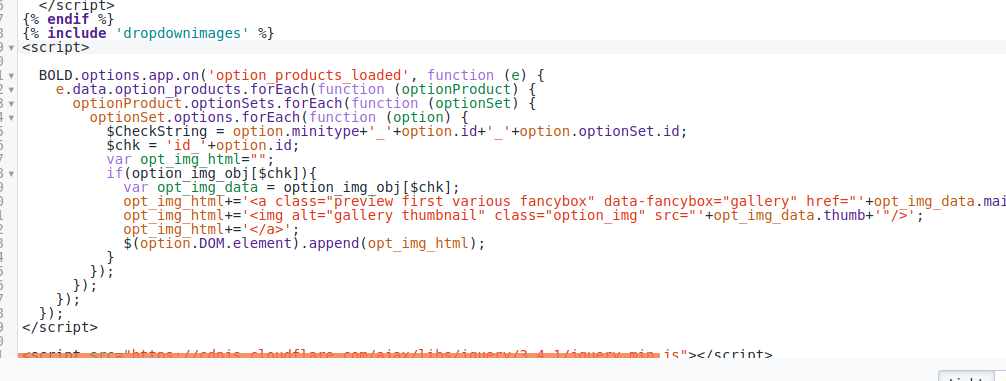 </script>
{% endif %}
{% include 'dropdownimages' %}
<script>
BOLD.options.app.on('option_products_loaded', function (e) {
e.data.option_products.forEach(function (optionProduct) {
optionProduct.optionSets.forEach(function (optionSet) {
optionSet.options.forEach(function (option) {
$CheckString = option.minitype+'_'+option.id+'_'+option.optionSet.id;
$chk = 'id_'+option.id;
var opt_img_html="";
if(option_img_obj[$chk]){
var opt_img_data = option_img_obj[$chk];
opt_img_html+='<a class="preview first various fancybox" data-fancybox="gallery" href="'+opt_img_data.mai
opt_img_html+='<img alt="gallery thumbnail" class="option_img" src="'+opt_img_data.thumb+'"/>';
opt_img_html+='</a>';
$(option.DOM.element).append(opt_img_html);
}
});
});
});
});
</script>
<script src="https://cdnjs.cloudflare.com/ajax/libs/jquery/3.4.1/jquery.min.js"></script>